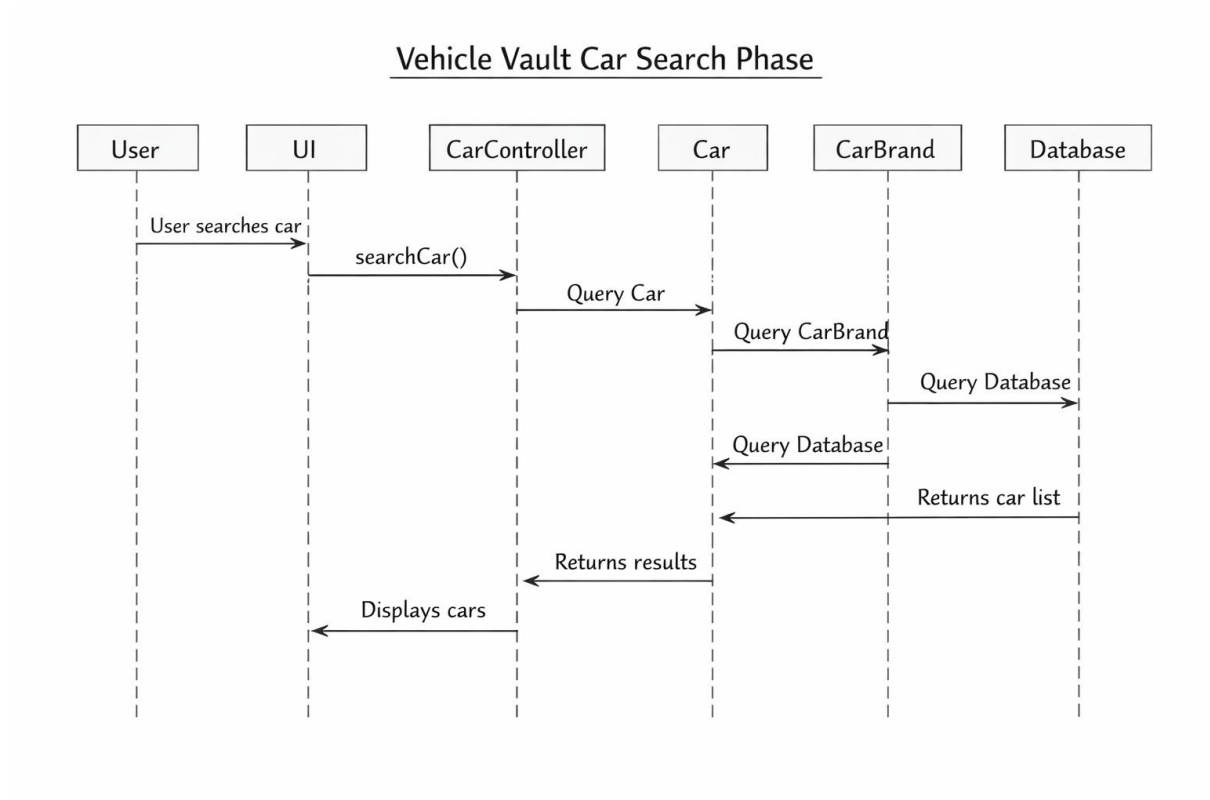 Vehicle Vault Car Search Phase
User
UI
CarController
Car
CarBrand
Database
User searches car
searchCar()
Query Car
Query CarBrand
Query Database
Query Database
Returns car list
Returns results
Displays cars